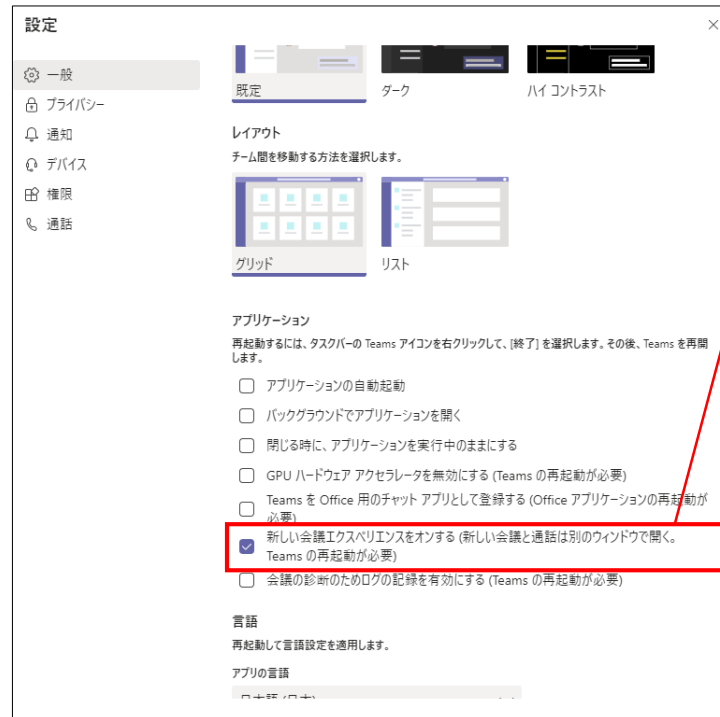 設定
一般
プライバシー
通知
デバイス
権限
通話
既定
ダーク
ハイ コントラスト
レイアウト
チーム間を移動する方法を選択します。
グリッド
リスト
アプリケーション
再起動するには、タスクバーの Teams アイコンを右クリックして、[終了] を選択します。その後、Teams を再開
します。
アプリケーションの自動起動
バックグラウンドでアプリケーションを開く
閉じる時に、アプリケーションを実行中のままにする
GPU ハードウェア アクセラレータを無効にする (Teams の再起動が必要)
Teams を Office 用のチャット アプリとして登録する (Office アプリケーションの再起動が
必要)
新しい会議エクスペリエンスをオンする (新しい会議と通話は別のウィンドウで開く。
Teams の再起動が必要)
会議の診断のためログの記録を有効にする (Teams の再起動が必要)
言語
再起動して言語設定を適用します。
アプリの言語
日本語 (日本)